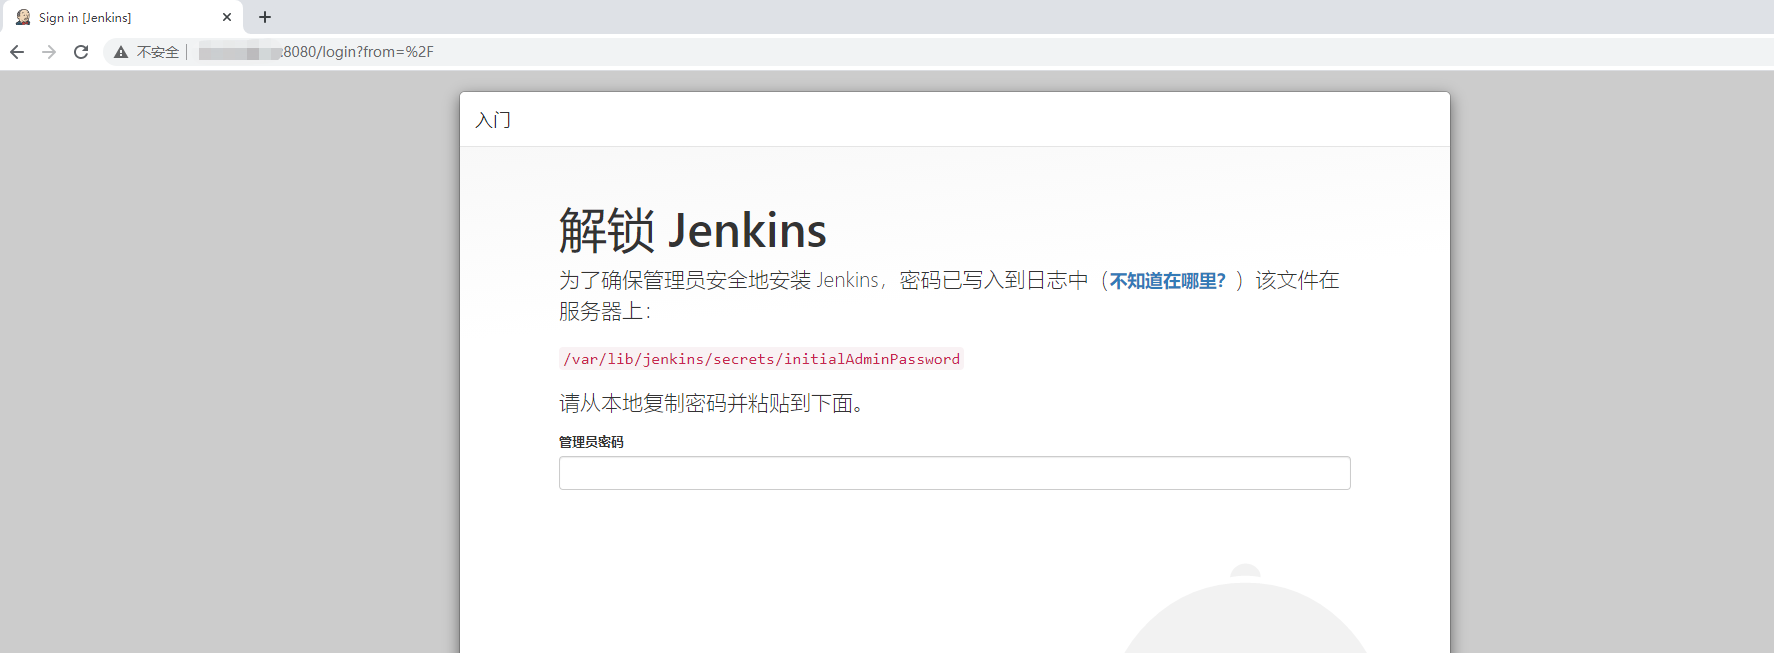 Sign in [Jenkins]
不安全
:8080/login?from=%2F
入门
解锁 Jenkins
为了确保管理员安全地安装 Jenkins，密码已写入到日志中（不知道在哪里？）该文件在
服务器上：
/var/lib/jenkins/secrets/initialAdminPassword
请从本地复制密码并粘贴到下面。
管理员密码